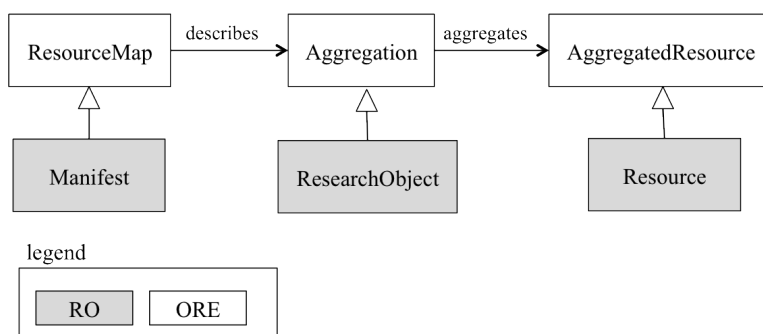 describes
aggregates
ResourceMap
Aggregation
AggregatedResource
Manifest
ResearchObject
Resource
legend
RO
ORE